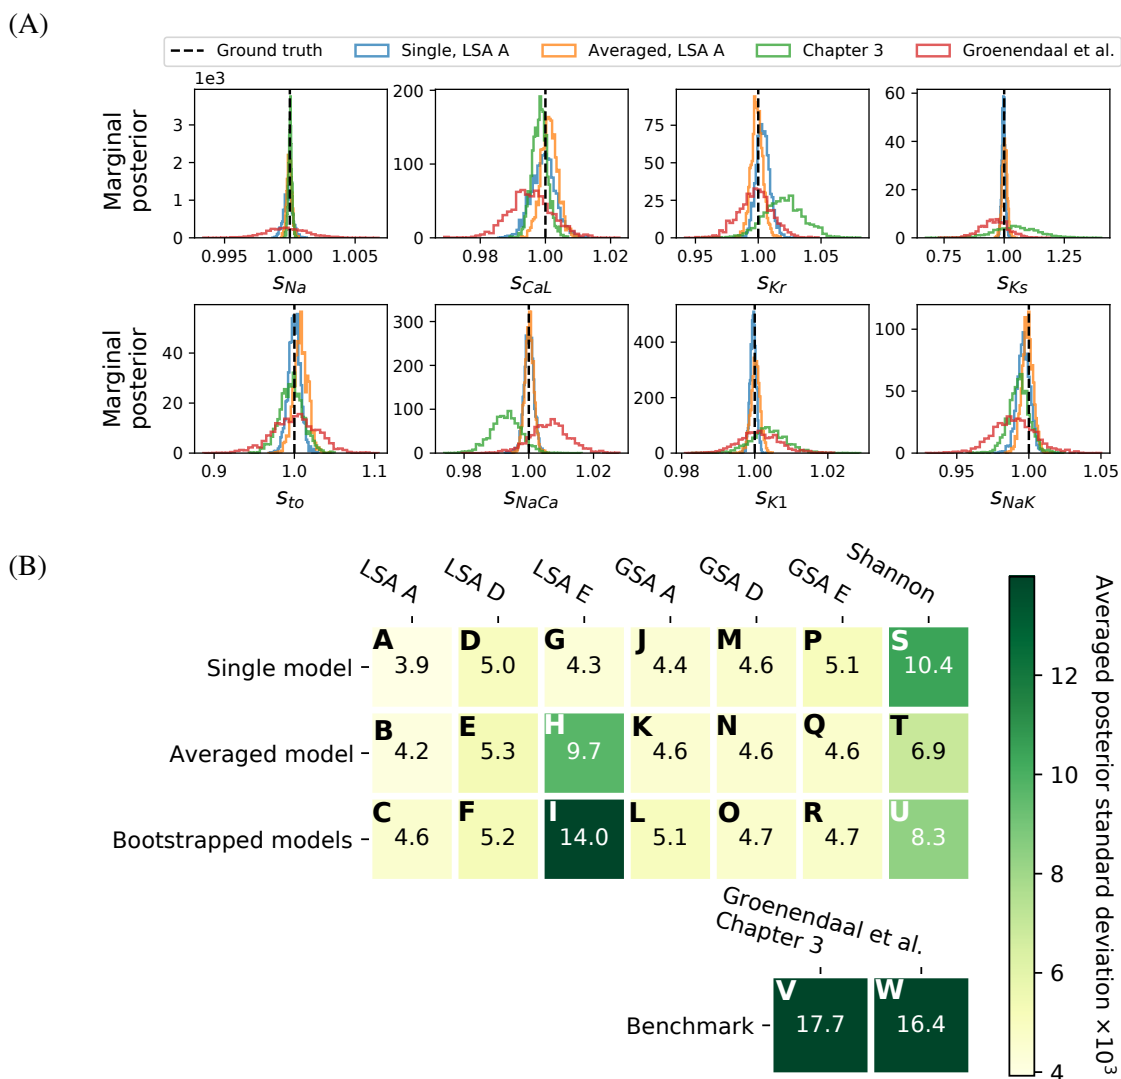 (A)
Ground truth Single, LSA A Averaged, LSA A Chapter 3 Groenendaal et al.
1e3
Marginal posterior
3
2
1
0
0.995 1.000 1.005
s_Na
200
150
100
50
0
0.98 1.00 1.02
s_CaL
75
50
25
0
0.95 1.00 1.05
s_Kr
60
40
20
0
0.75 1.00 1.25
s_Ks
Marginal posterior
40
20
0
0.9 1.0 1.1
s_to
300
200
100
0
0.98 1.00 1.02
s_NaCa
400
200
0
0.98 1.00 1.02
s_K1
100
50
0
0.95 1.00 1.05
s_NaK
(B)
LSA A LSA D LSA E GSA A GSA D GSA E Shannon
A D G J M P S
Single model 3.9 5.0 4.3 4.4 4.6 5.1 10.4
B E H K N Q T
Averaged model 4.2 5.3 9.7 4.6 4.6 4.6 6.9
C F I L O R U
Bootstrapped models 4.6 5.2 14.0 5.1 4.7 4.7 8.3
Chapter 3 Groenendaal et al.
V W
Benchmark 17.7 16.4
12
10
8
6
4
Averaged posterior standard deviation ×10³